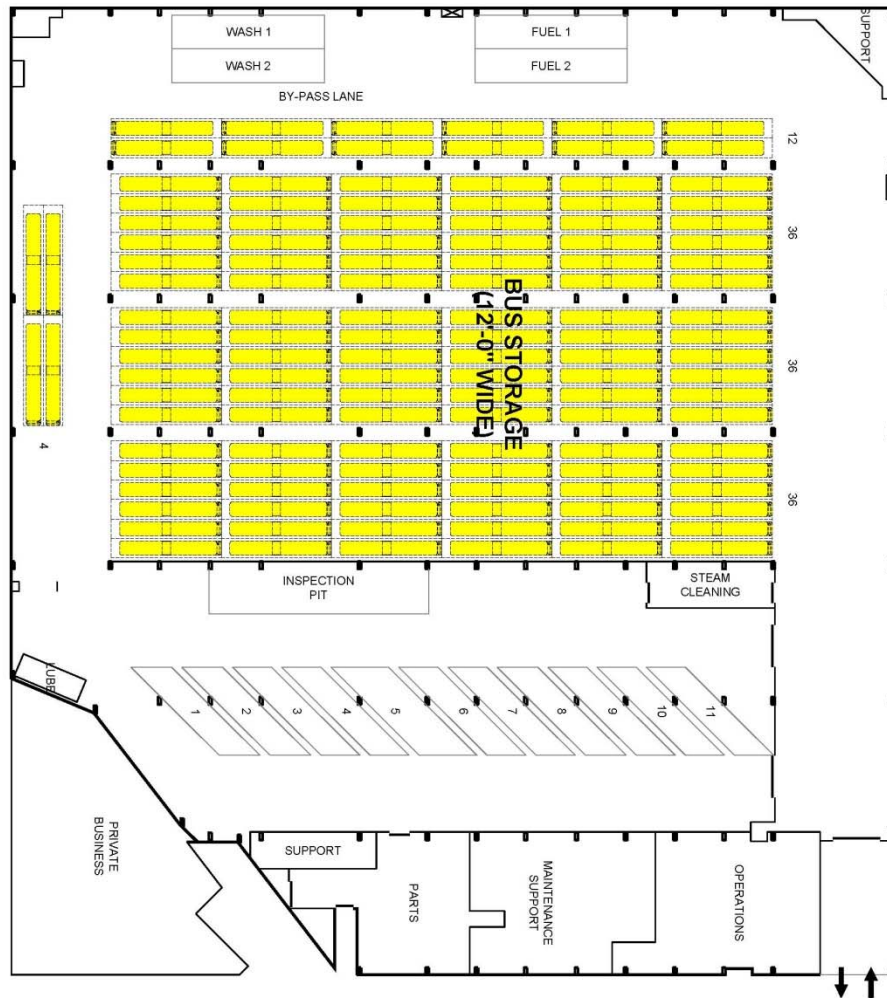 WASH 1
FUEL 1
SUPPORT
WASH 2
FUEL 2
BY-PASS LANE
12
36
BUS STORAGE
(12'-0" WIDE)
36
4
36
INSPECTION
PIT
STEAM
CLEANING
LUBE
1
2
3
4
5
6
7
8
9
10
11
PRIVATE
BUSINESS
SUPPORT
PARTS
MAINTENANCE
SUPPORT
OPERATIONS